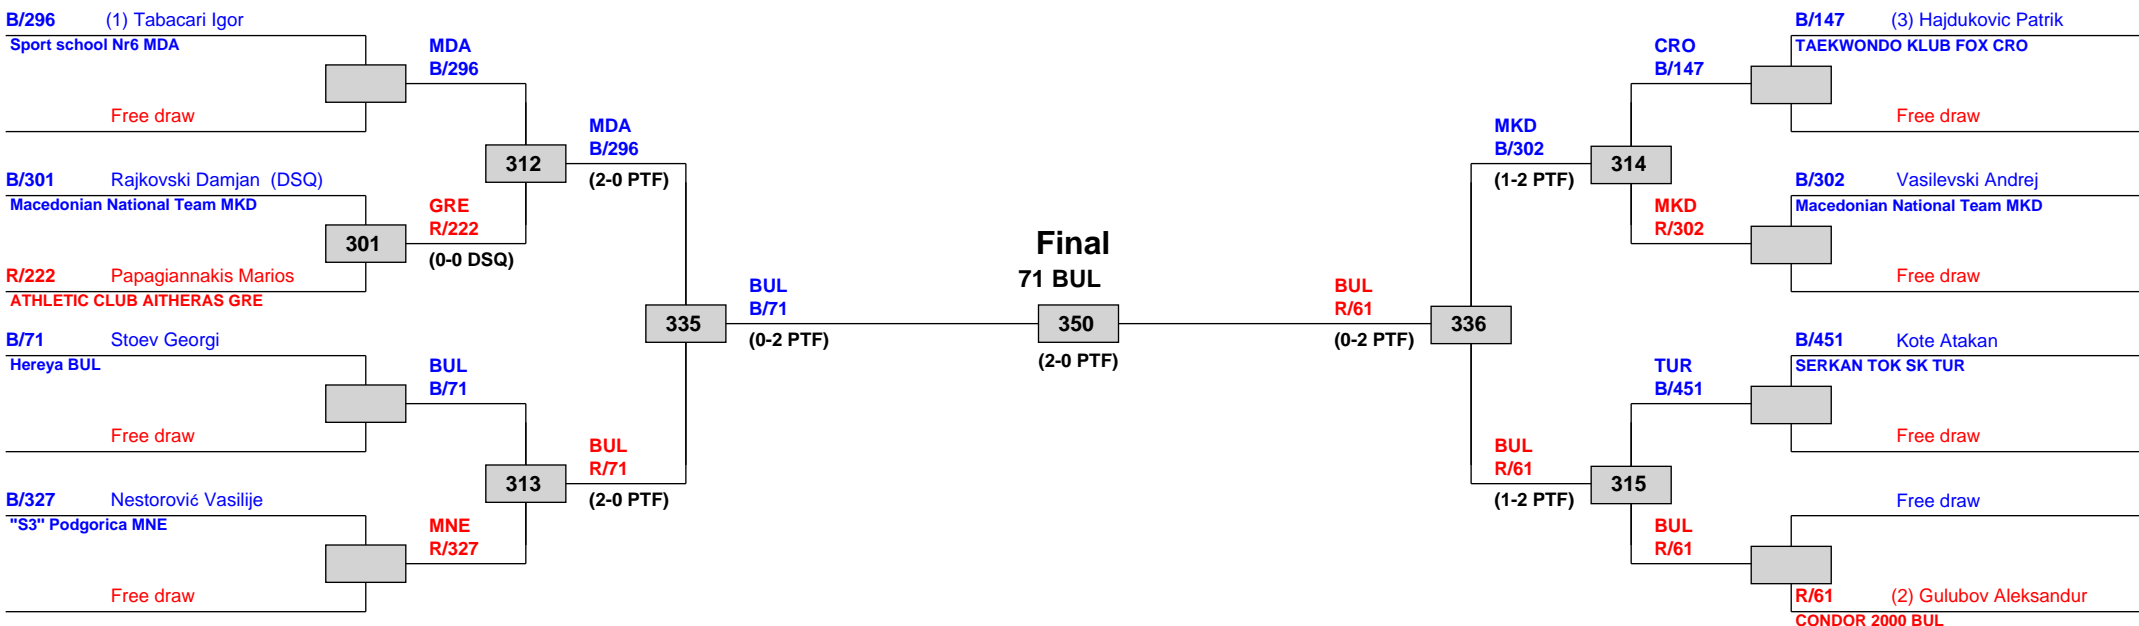 B/296 (1) Tabacari Igor
Sport school Nr6 MDA
Free draw
B/301 Rajkovski Damjan (DSQ)
Macedonian National Team MKD
R/222 Papagiannakis Marios
ATHLETIC CLUB AITHERAS GRE
B/71 Stoev Georgi
Hereya BUL
Free draw
B/327 Nestorović Vasilije
"S3" Podgorica MNE
Free draw
301
MDA
B/296
GRE
R/222
(0-0 DSQ)
BUL
B/71
MNE
R/327
312
313
MDA
B/296
(2-0 PTF)
BUL
R/71
(2-0 PTF)
335
BUL
B/71
(0-2 PTF)
Final
71 BUL
350
(2-0 PTF)
BUL
R/61
(0-2 PTF)
336
MKD
B/302
(1-2 PTF)
BUL
R/61
(1-2 PTF)
314
315
CRO
B/147
MKD
R/302
TUR
B/451
BUL
R/61
B/147 (3) Hajdukovic Patrik
TAEKWONDO KLUB FOX CRO
Free draw
B/302 Vasilevski Andrej
Macedonian National Team MKD
Free draw
B/451 Kote Atakan
SERKAN TOK SK TUR
Free draw
Free draw
R/61 (2) Gulubov Aleksandur
CONDOR 2000 BUL